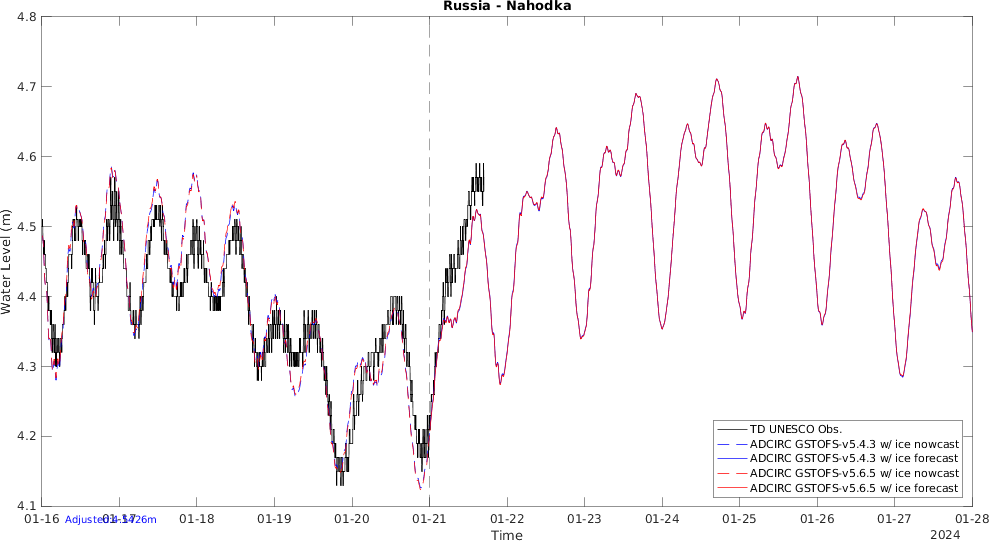 Russia - Nahodka
4.8
4.7
4.6
4.5
4.4
4.3
4.2
4.1
Water Level (m)
TD UNESCO Obs.
ADCIRC GSTOFS-v5.4.3 w/ ice nowcast
ADCIRC GSTOFS-v5.4.3 w/ ice forecast
ADCIRC GSTOFS-v5.6.5 w/ ice nowcast
ADCIRC GSTOFS-v5.6.5 w/ ice forecast
01-16 01-17 01-18 01-19 01-20 01-21 01-22 01-23 01-24 01-25 01-26 01-27 01-28
Time
2024